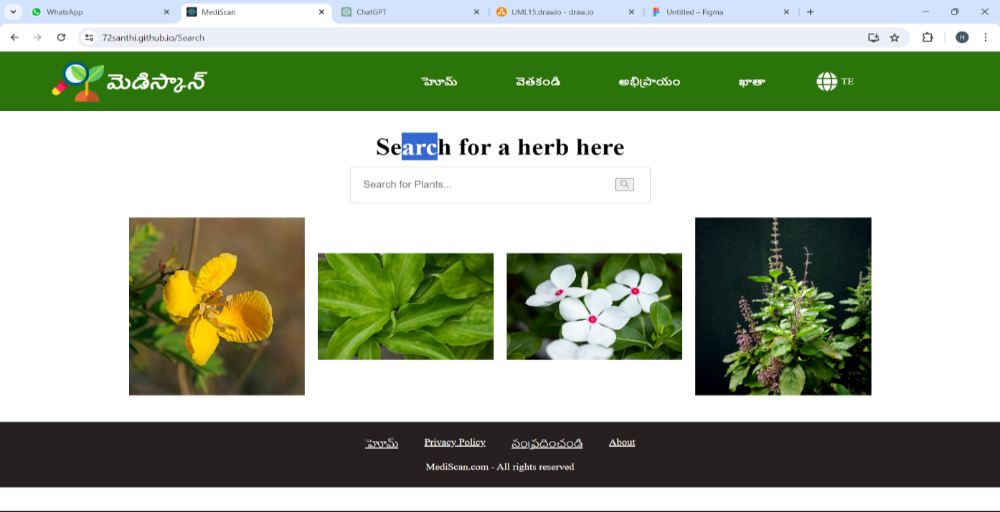 WhatsApp
MediScan
ChatGPT
UML15.drawio - draw.io
Untitled – Figma
72santhi.github.io/Search
H
మెడిస్కాన్
హెూమ్
వెతకండి
అభిప్రాయం
ఖాతా
TE
Search for a herb here
Search for Plants...
హెూమ్
Privacy Policy
సంప్రదించండి
About
MediScan.com - All rights reserved